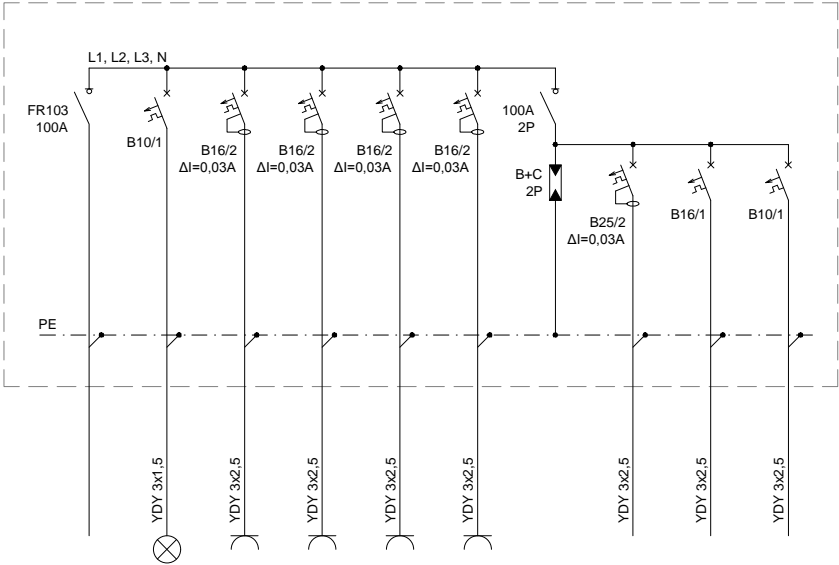 L1, L2, L3, N
FR103
100A
B10/1
B16/2
ΔI=0,03A
B16/2
ΔI=0,03A
B16/2
ΔI=0,03A
B16/2
ΔI=0,03A
100A
2P
B+C
2P
B25/2
ΔI=0,03A
B16/1
B10/1
PE
YDY 3x1,5
YDY 3x2,5
YDY 3x2,5
YDY 3x2,5
YDY 3x2,5
YDY 3x2,5
YDY 3x2,5
YDY 3x2,5